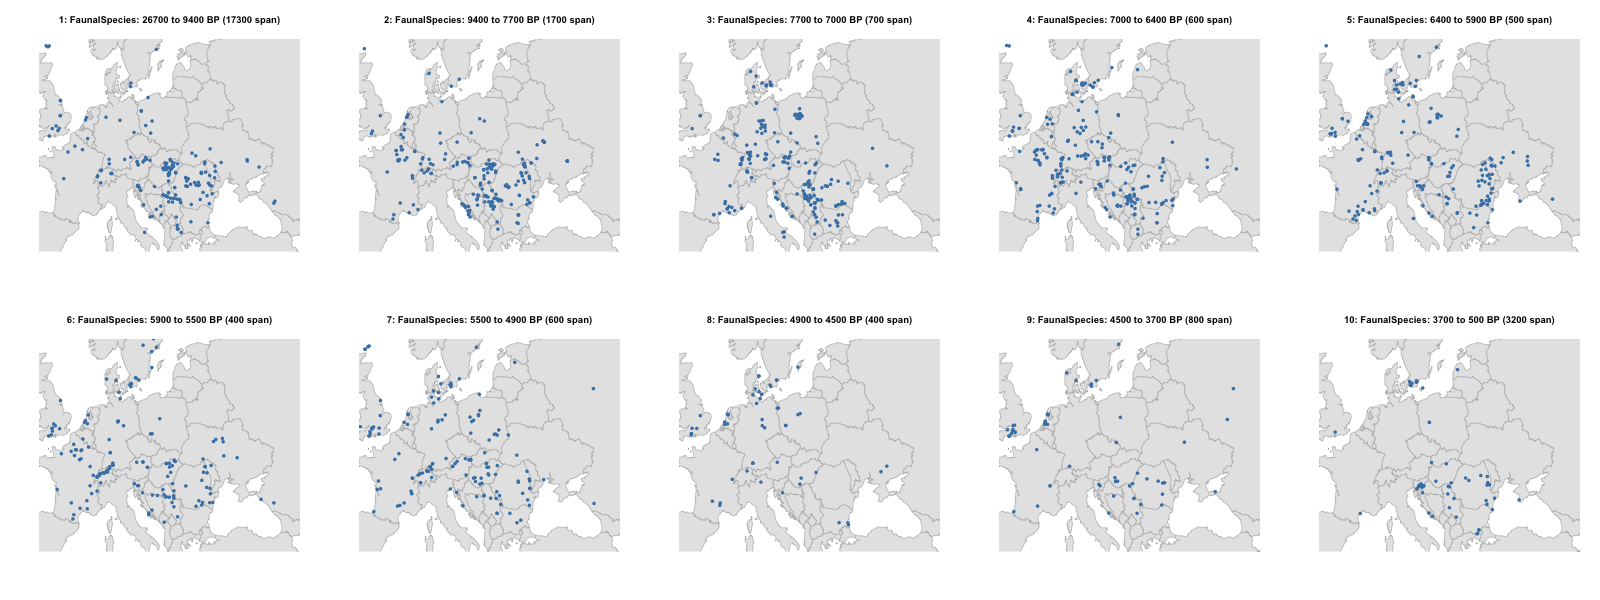 1: FaunalSpecies: 26700 to 9400 BP (17300 span)
2: FaunalSpecies: 9400 to 7700 BP (1700 span)
3: FaunalSpecies: 7700 to 7000 BP (700 span)
4: FaunalSpecies: 7000 to 6400 BP (600 span)
5: FaunalSpecies: 6400 to 5900 BP (500 span)
6: FaunalSpecies: 5900 to 5500 BP (400 span)
7: FaunalSpecies: 5500 to 4900 BP (600 span)
8: FaunalSpecies: 4900 to 4500 BP (400 span)
9: FaunalSpecies: 4500 to 3700 BP (800 span)
10: FaunalSpecies: 3700 to 500 BP (3200 span)